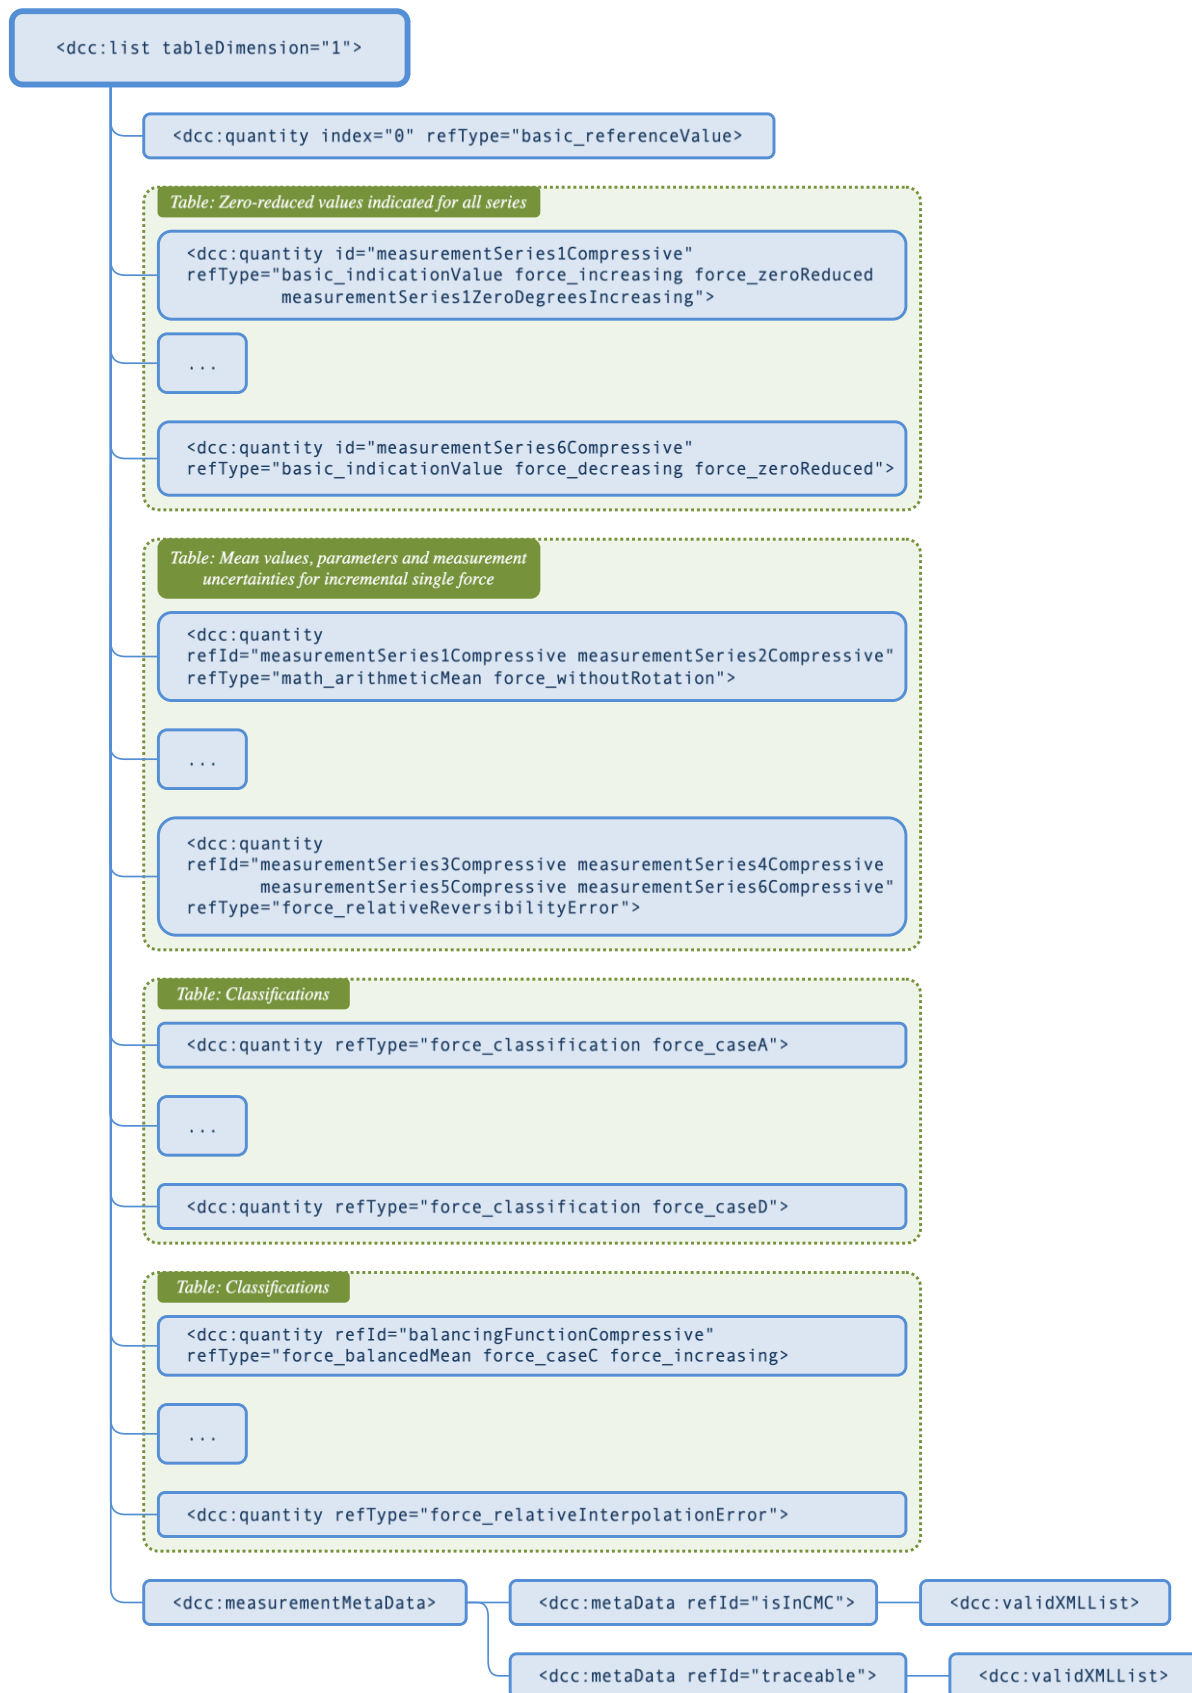 <dcc:list tableDimension="1">
<dcc:quantity index="0" refType="basic_referenceValue>
Table: Zero-reduced values indicated for all series
<dcc:quantity id="measurementSeries1Compressive"
refType="basic_indicationValue force_increasing force_zeroReduced
measurementSeries1ZeroDegreesIncreasing">
...
<dcc:quantity id="measurementSeries6Compressive"
refType="basic_indicationValue force_decreasing force_zeroReduced">
Table: Mean values, parameters and measurement
uncertainties for incremental single force
<dcc:quantity
refId="measurementSeries1Compressive measurementSeries2Compressive"
refType="math_arithmeticMean force_withoutRotation">
...
<dcc:quantity
refId="measurementSeries3Compressive measurementSeries4Compressive
measurementSeries5Compressive measurementSeries6Compressive"
refType="force_relativeReversibilityError">
Table: Classifications
<dcc:quantity refType="force_classification force_caseA">
...
<dcc:quantity refType="force_classification force_caseD">
Table: Classifications
<dcc:quantity refId="balancingFunctionCompressive"
refType="force_balancedMean force_caseC force_increasing>
...
<dcc:quantity refType="force_relativeInterpolationError">
<dcc:measurementMetaData> <dcc:metaData refId="isInCMC"> <dcc:validXMLList>
<dcc:metaData refId="traceable"> <dcc:validXMLList>